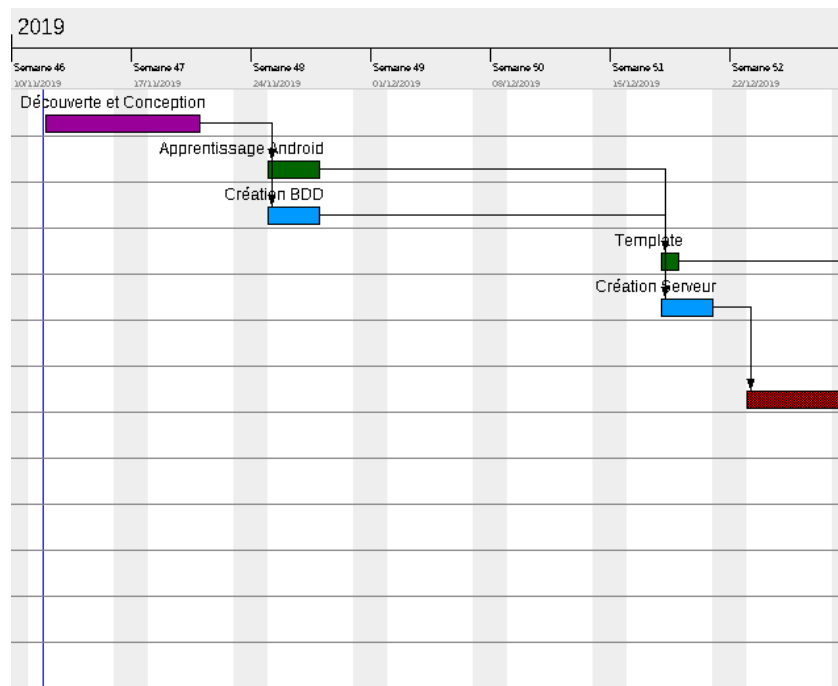 2019
Semaine 46
Semaine 47
Semaine 48
Semaine 49
Semaine 50
Semaine 51
Semaine 52
10/11/2019
17/11/2019
24/11/2019
01/12/2019
08/12/2019
15/12/2019
22/12/2019
Découverte et Conception
Apprentissage Android
Création BDD
Template
Création Serveur